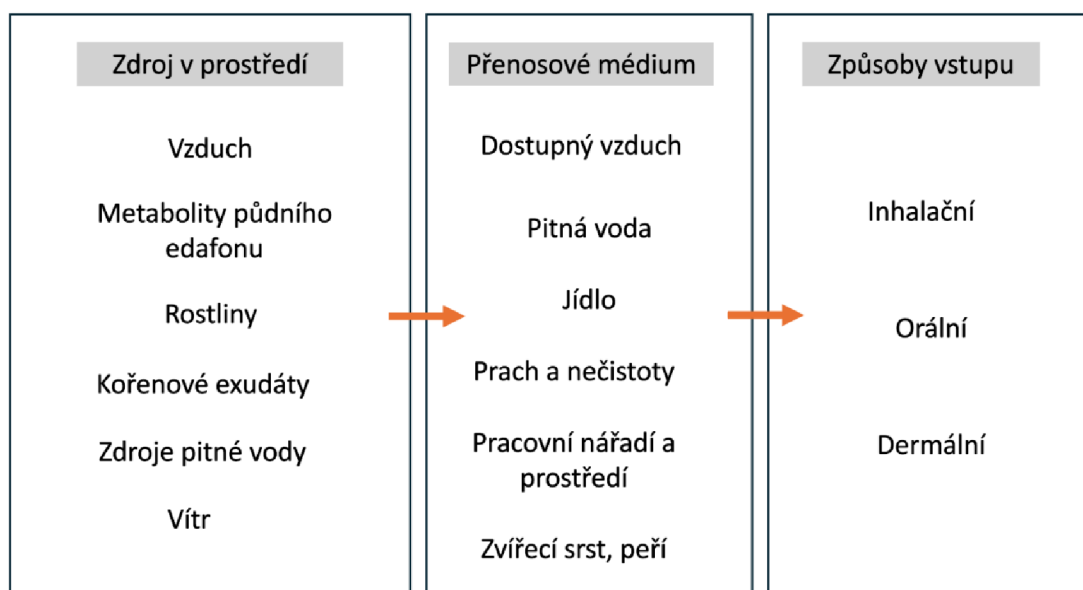 Zdroj v prostředí
Vzduch
Metabolity půdního
edafonu
Rostliny
Kořenové exudáty
Zdroje pitné vody
Vítr
Přenosové médium
Dostupný vzduch
Pitná voda
Jídlo
Prach a nečistoty
Pracovní nářadí a
prostředí
Zvířecí srst, peří
Způsoby vstupu
Inhalační
Orální
Dermální